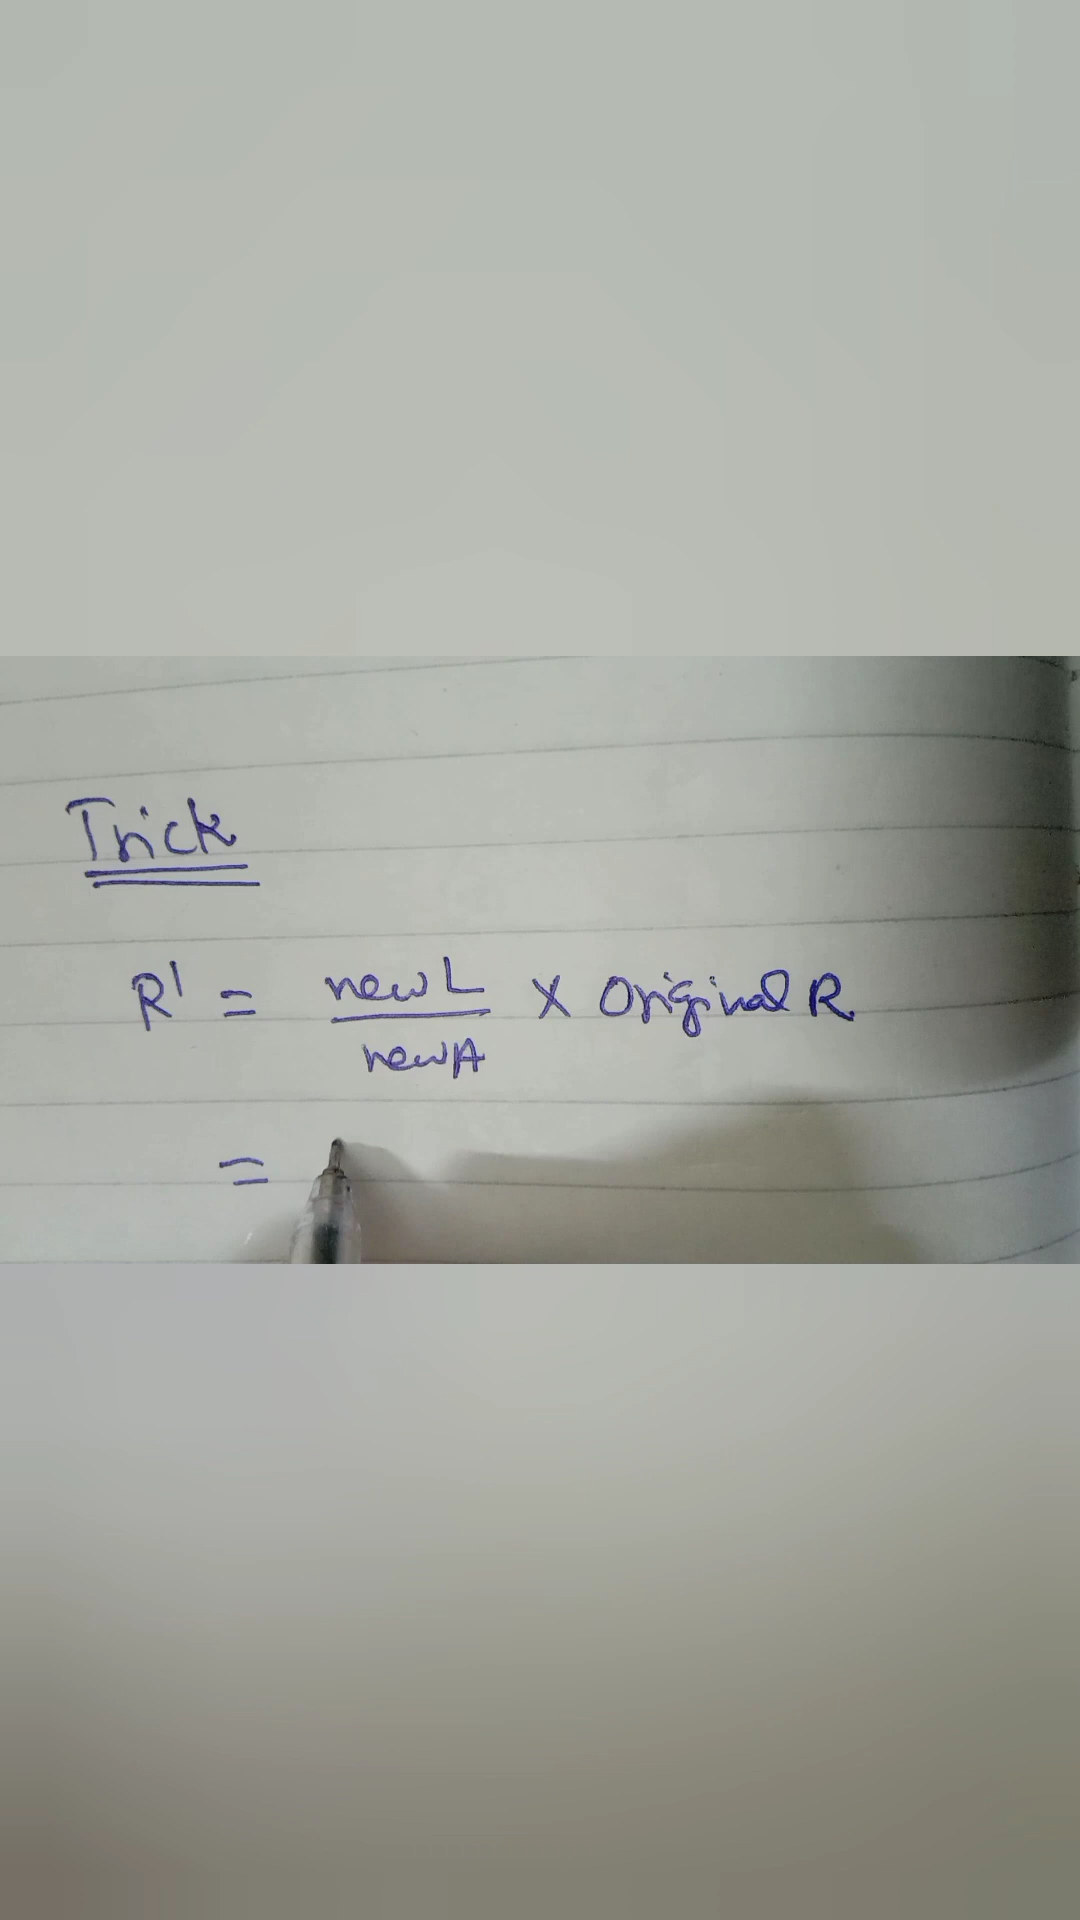 Trick
R' = new L / new A × Original R
=